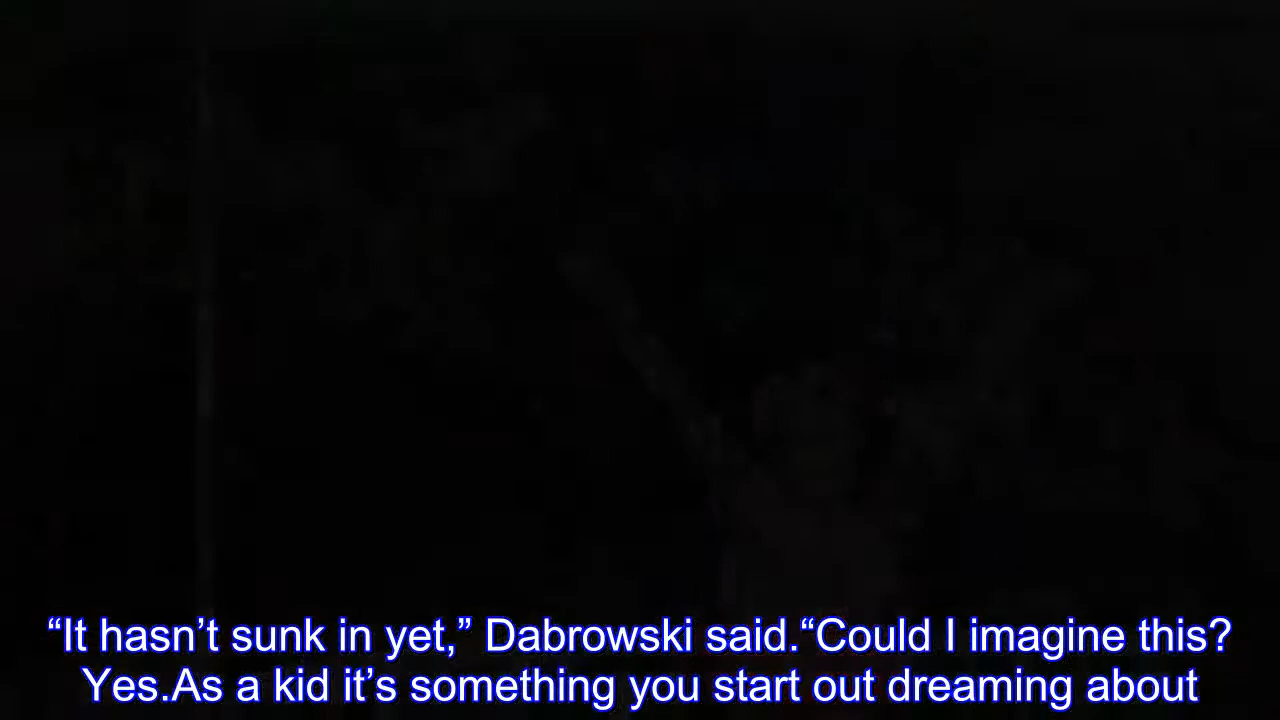 “It hasn’t sunk in yet,” Dabrowski said.“Could I imagine this?
Yes.As a kid it’s something you start out dreaming about